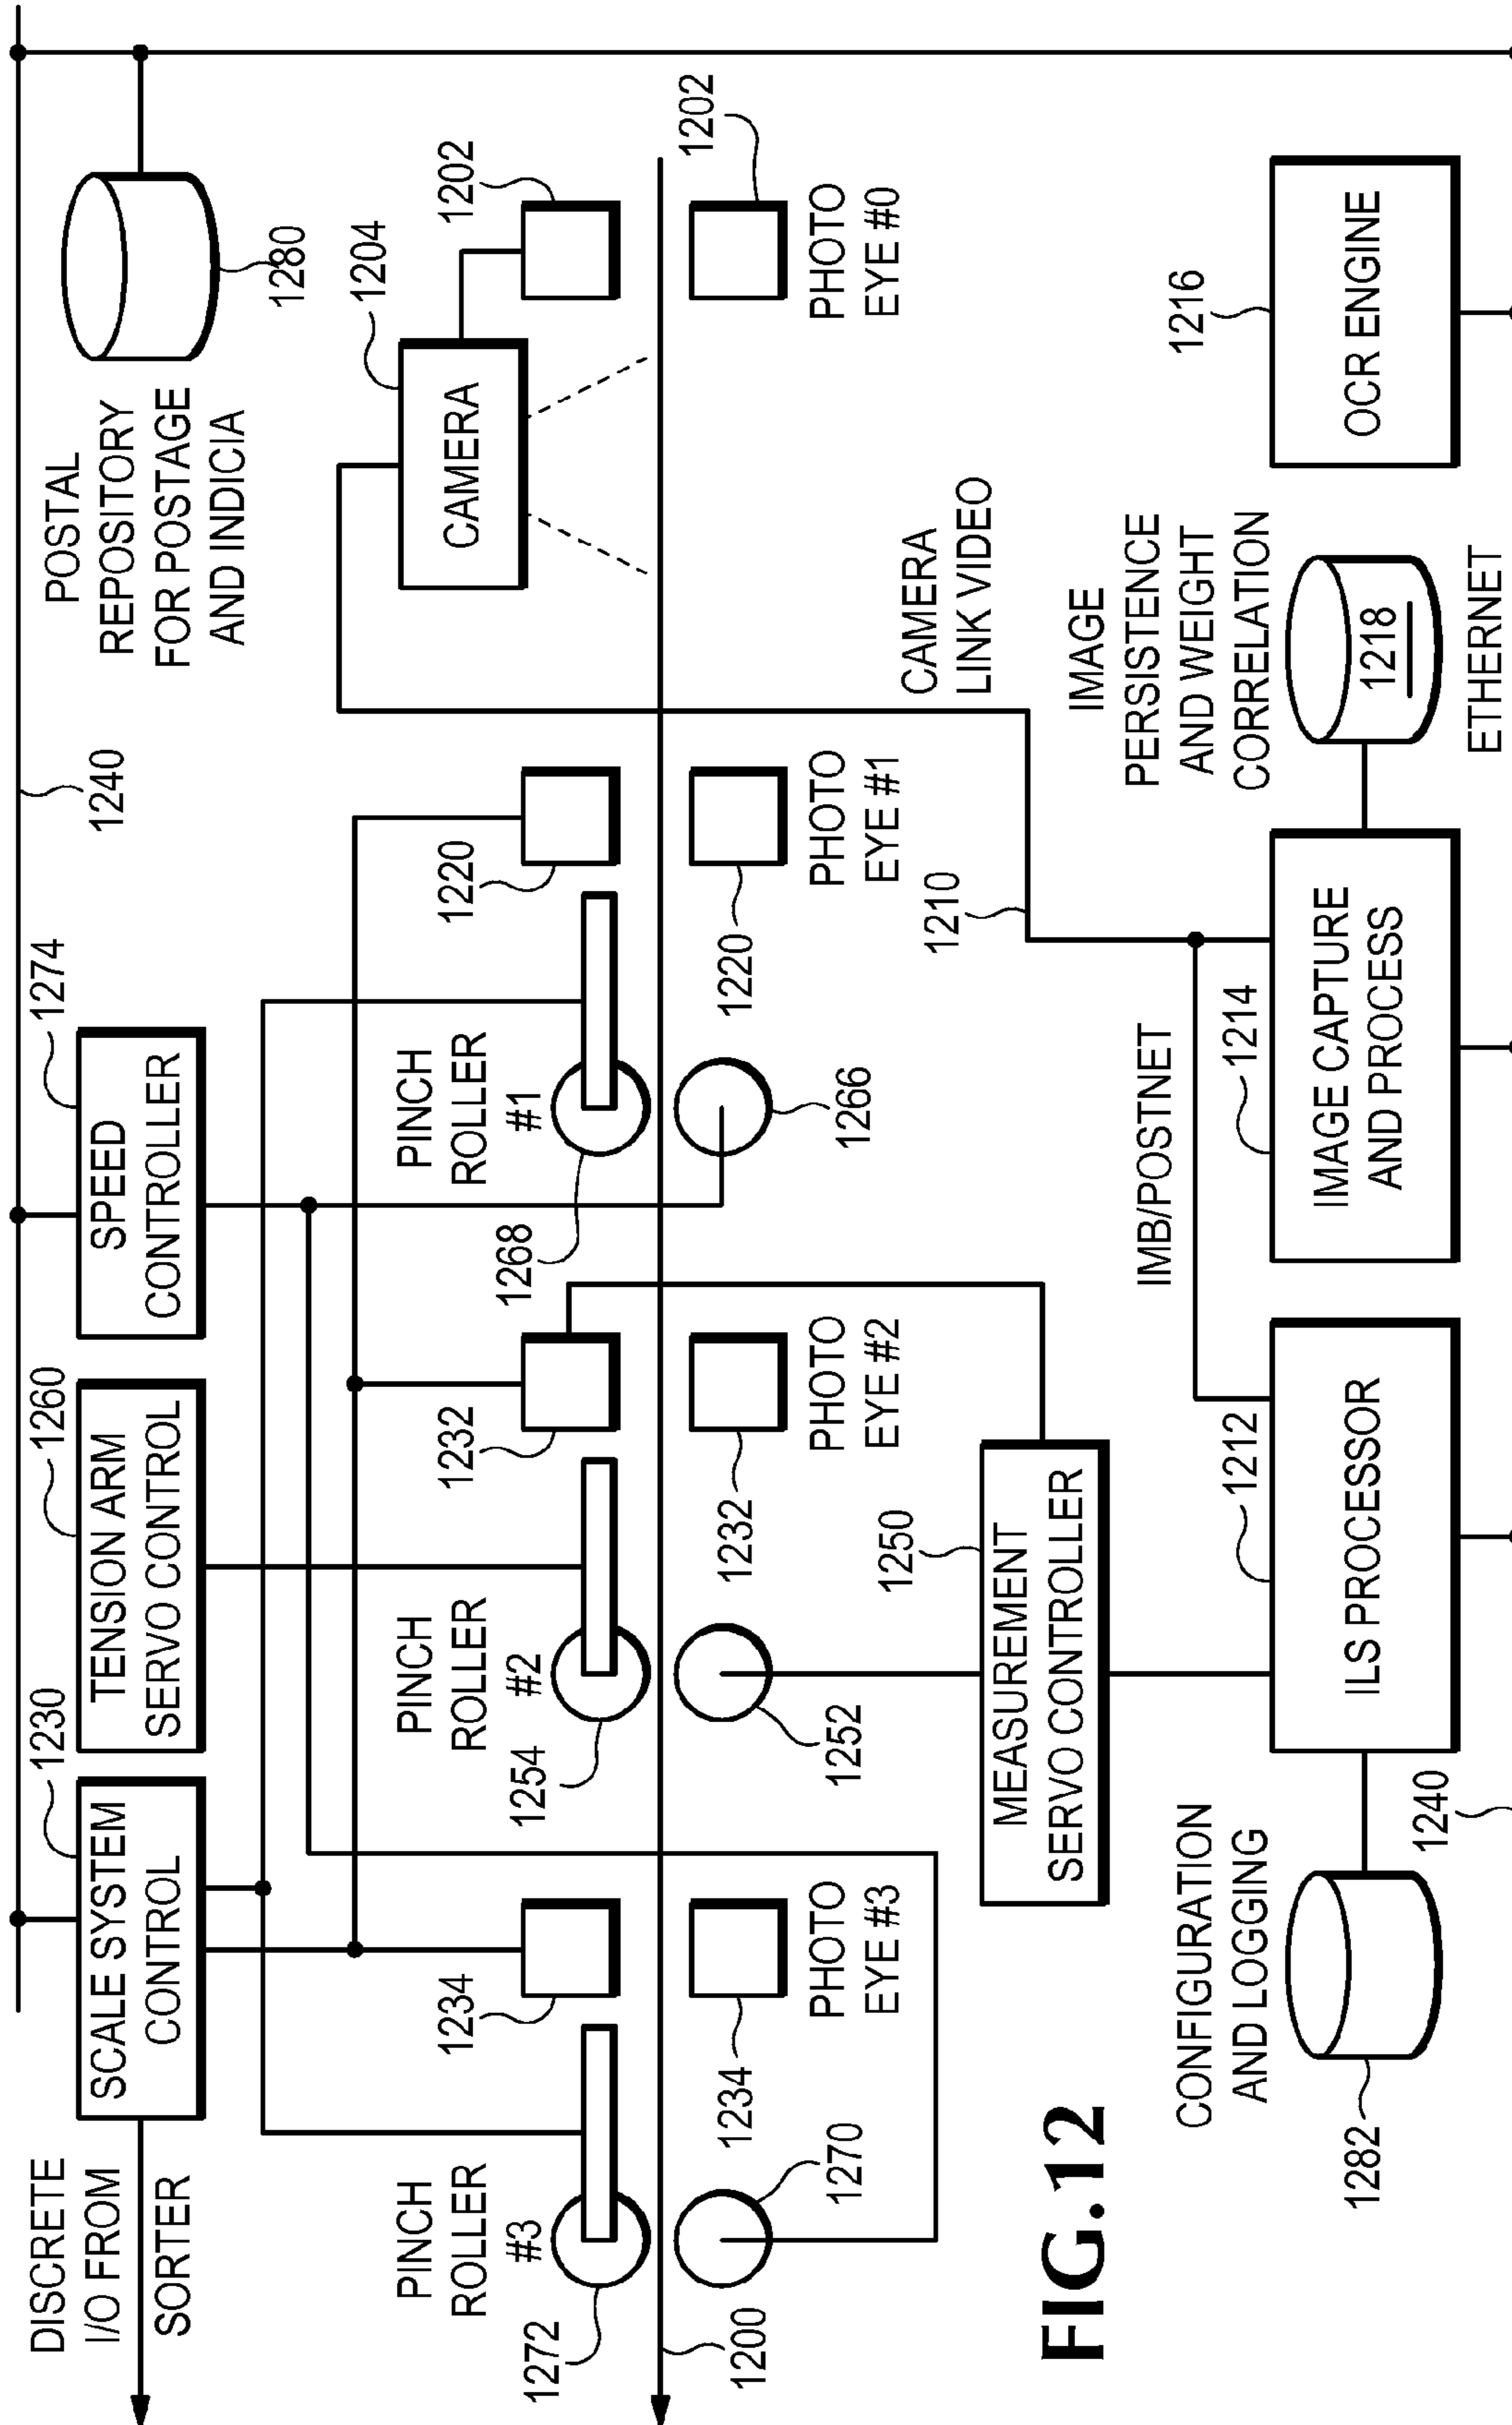 DISCRETE
I/O FROM
SORTER
SCALE SYSTEM
CONTROL
1230
TENSION ARM
SERVO CONTROL
1260
SPEED
CONTROLLER
1274
1240
POSTAL
REPOSITORY
FOR POSTAGE
AND INDICIA
1280
PINCH
ROLLER
#3
1272
1234
PINCH
ROLLER
#2
1254
1232
PINCH
ROLLER
#1
1268
1220
CAMERA
1204
1202
1200
1270
1234
PHOTO
EYE #3
1252
1232
PHOTO
EYE #2
1266
1220
PHOTO
EYE #1
1202
PHOTO
EYE #0
MEASUREMENT
SERVO CONTROLLER
1250
1210
CAMERA
LINK VIDEO
FIG.12
CONFIGURATION
AND LOGGING
1282
ILS PROCESSOR
1212
IMB/POSTNET
IMAGE CAPTURE
AND PROCESS
1214
IMAGE
PERSISTENCE
AND WEIGHT
CORRELATION
1218
OCR ENGINE
1216
1240
ETHERNET